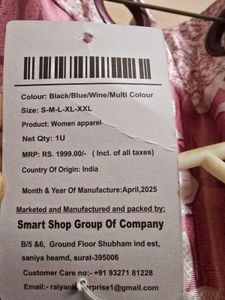 Colour: Black/Blue/Wine/Multi Colour
Size: S-M-L-XL-XXL
Product: Women apparel
Net Qty: 1U
MRP: RS. 1999.00/- ( Incl. of all taxes)
Country Of Origin: India
Month & Year Of Manufacture:April,2025
Marketed and Manufactured and packed by:
Smart Shop Group Of Company
B/5 &6, Ground Floor Shubham ind est,
saniya heamd, surat-395006
Customer Care no:- +91 93271 81228
Email:- raiyanenterprise1@gmail.com